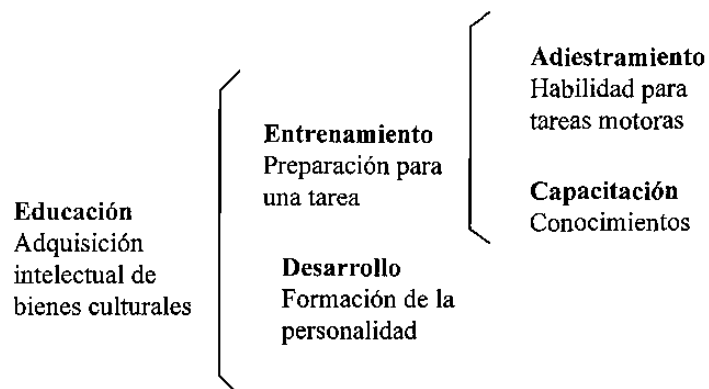 Educación
Adquisición
intelectual de
bienes culturales
Entrenamiento
Preparación para
una tarea
Desarrollo
Formación de la
personalidad
Adiestramiento
Habilidad para
tareas motoras
Capacitación
Conocimientos